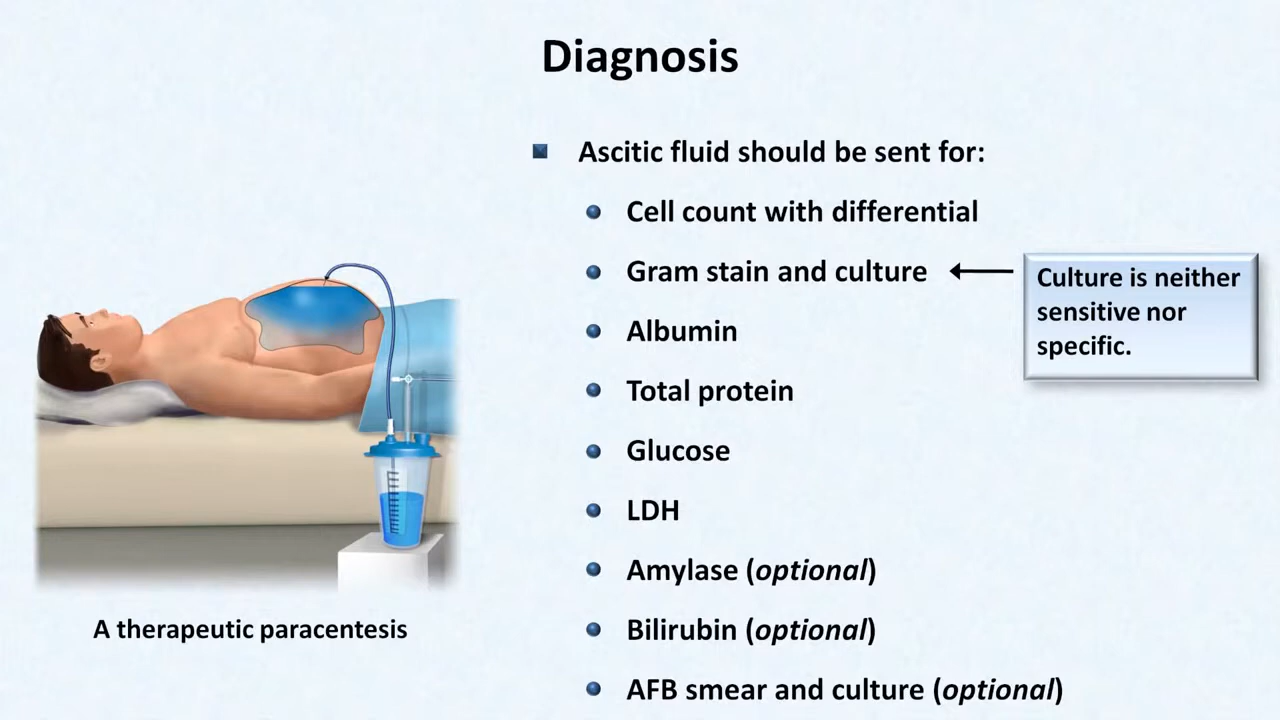 Diagnosis
Ascitic fluid should be sent for:
Cell count with differential
Gram stain and culture
Culture is neither
sensitive nor
specific.
Albumin
Total protein
Glucose
LDH
Amylase (optional)
Bilirubin (optional)
AFB smear and culture (optional)
A therapeutic paracentesis